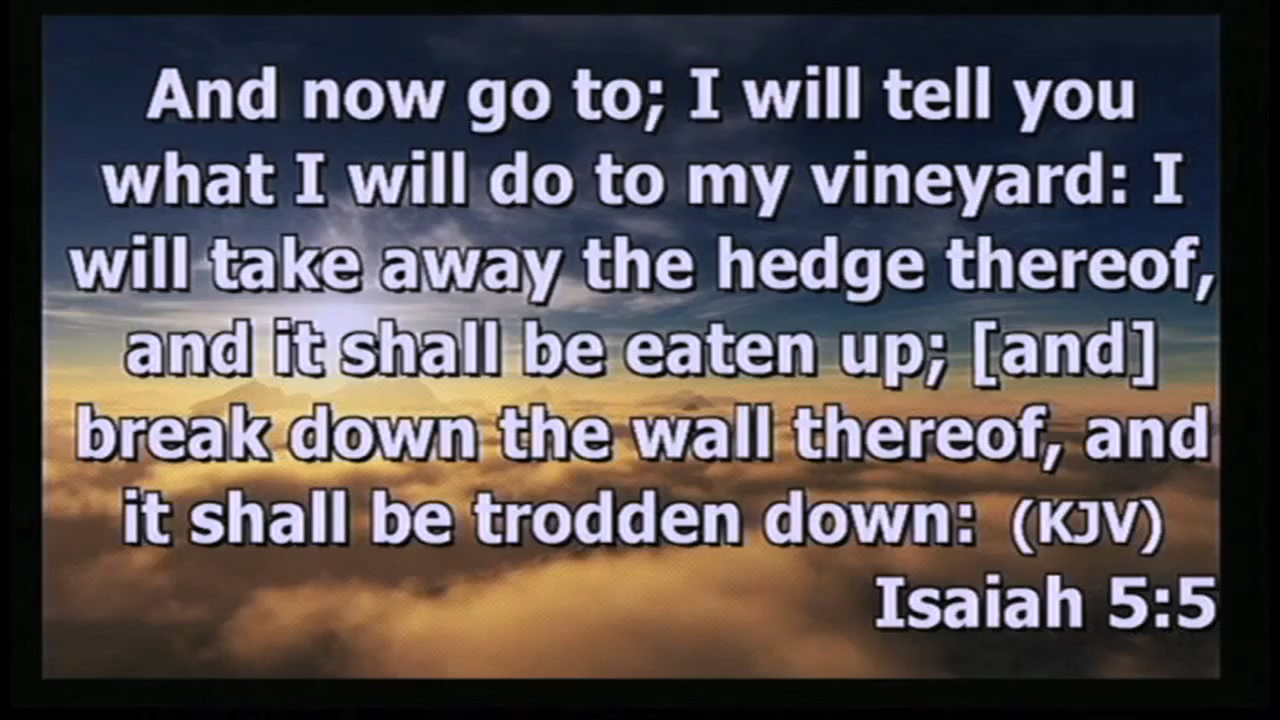 And now go to; I will tell you
what I will do to my vineyard: I
will take away the hedge thereof,
and it shall be eaten up; [and]
break down the wall thereof, and
it shall be trodden down: (KJV)
Isaiah 5:5